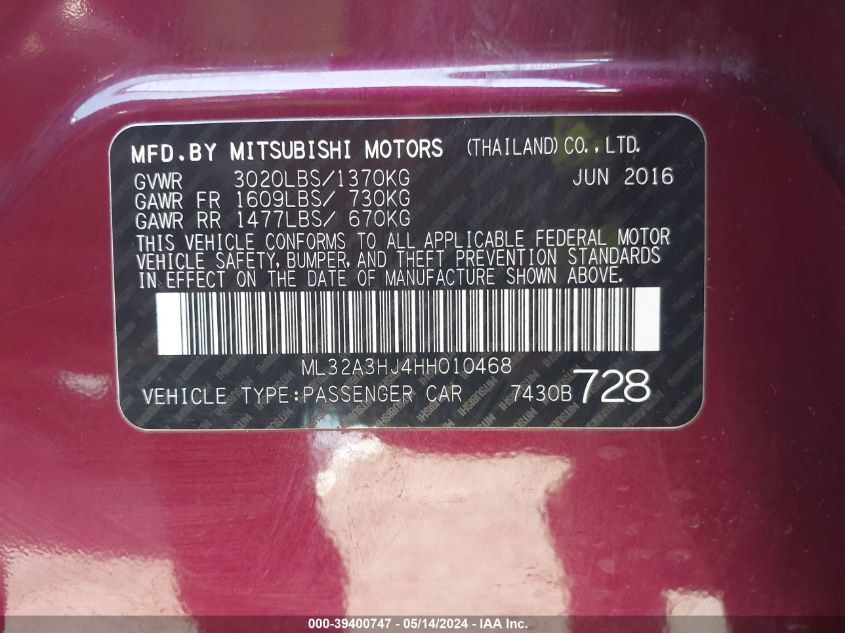 MFD.BY MITSUBISHI MOTORS (THAILAND)CO.,LTD.
GVWR 3020LBS/1370KG JUN 2016
GAWR FR 1609LBS/ 730KG
GAWR RR 1477LBS/ 670KG
THIS VEHICLE CONFORMS TO ALL APPLICABLE FEDERAL MOTOR
VEHICLE SAFETY, BUMPER, AND THEFT PREVENTION STANDARDS
IN EFFECT ON THE DATE OF MANUFACTURE SHOWN ABOVE.
ML32A3HJ4HH010468
VEHICLE TYPE:PASSENGER CAR 7430B 728
000-39400747 - 05/14/2024 - IAA Inc.